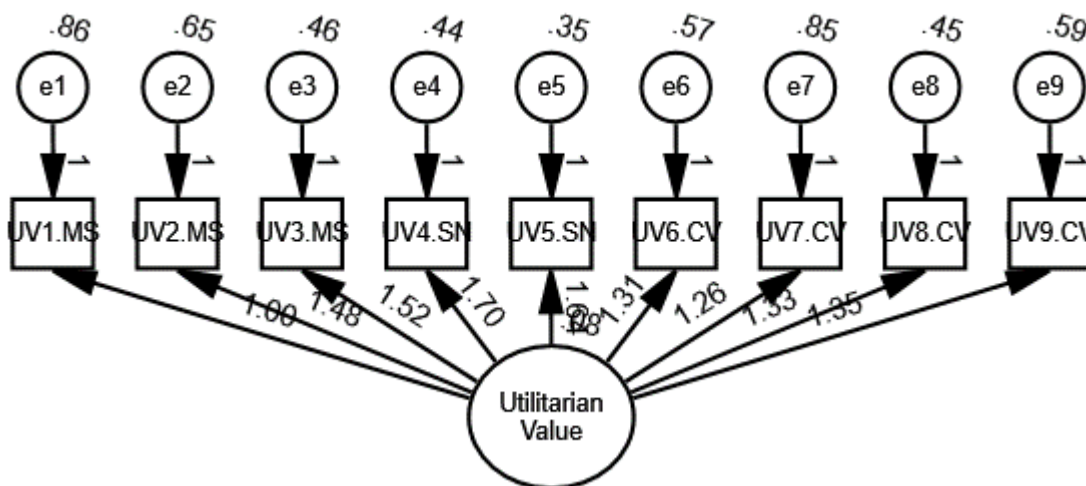 .86 .65 .46 .44 .35 .57 .85 .45 .59
e1 e2 e3 e4 e5 e6 e7 e8 e9
1 1 1 1 1 1 1 1 1
UV1.MS UV2.MS UV3.MS UV4.SN UV5.SN UV6.CV UV7.CV UV8.CV UV9.CV
1.00 1.48 1.52 1.70 1.31 1.26 1.33 1.35
Utilitarian
Value